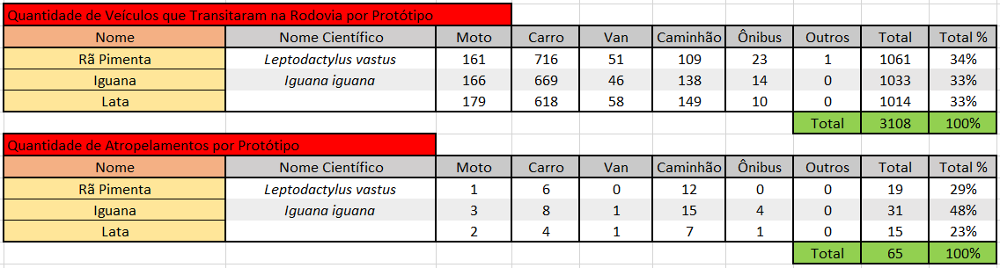 Quantidade de Veículos que Transitaram na Rodovia por Protótipo
Nome Nome Científico Moto Carro Van Caminhão Ônibus Outros Total Total %
Rã Pimenta Leptodactylus vastus 161 716 51 109 23 1 1061 34%
Iguana Iguana iguana 166 669 46 138 14 0 1033 33%
Lata 179 618 58 149 10 0 1014 33%
Total 3108 100%
Quantidade de Atropelamentos por Protótipo
Nome Nome Científico Moto Carro Van Caminhão Ônibus Outros Total Total %
Rã Pimenta Leptodactylus vastus 1 6 0 12 0 0 19 29%
Iguana Iguana iguana 3 8 1 15 4 0 31 48%
Lata 2 4 1 7 1 0 15 23%
Total 65 100%